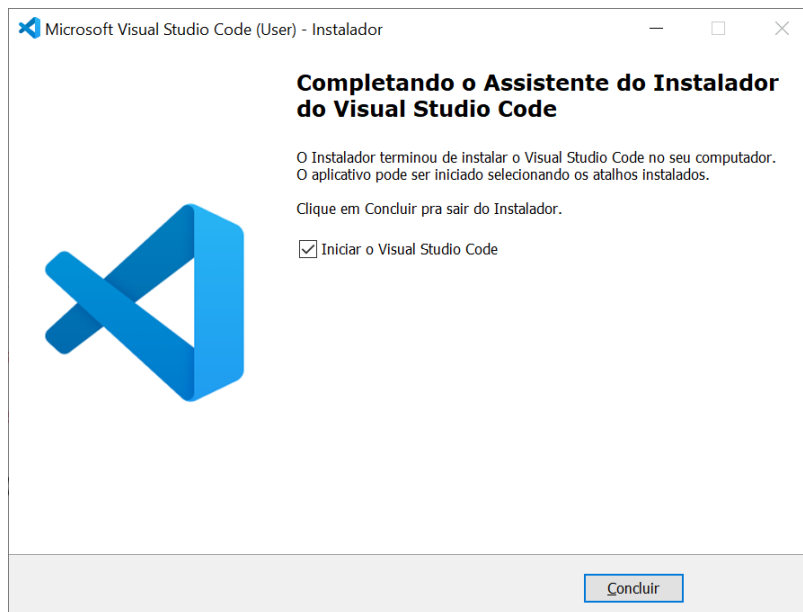 Microsoft Visual Studio Code (User) - Instalador
Completando o Assistente do Instalador
do Visual Studio Code
O Instalador terminou de instalar o Visual Studio Code no seu computador.
O aplicativo pode ser iniciado selecionando os atalhos instalados.
Clique em Concluir pra sair do Instalador.
Iniciar o Visual Studio Code
Concluir